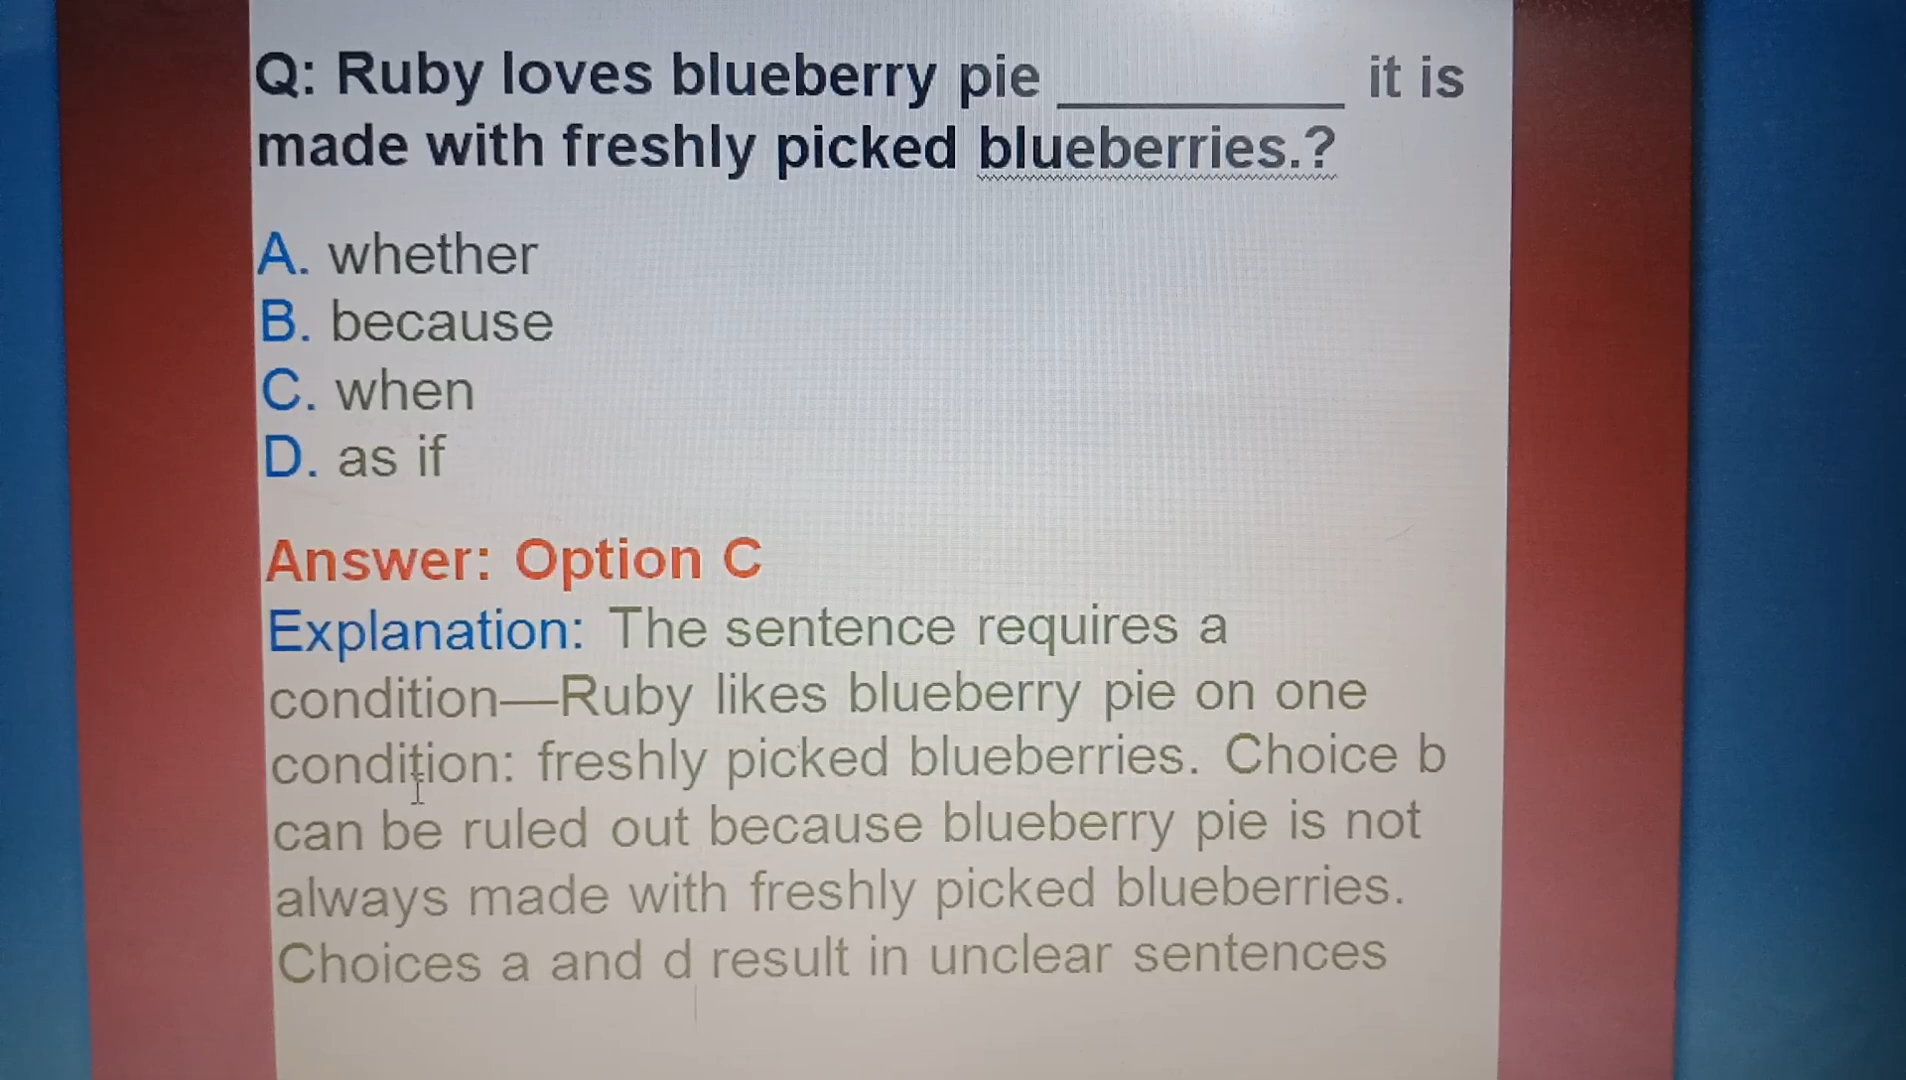 Q: Ruby loves blueberry pie __________ it is
made with freshly picked blueberries.?
A. whether
B. because
C. when
D. as if
Answer: Option C
Explanation: The sentence requires a
condition—Ruby likes blueberry pie on one
condition: freshly picked blueberries. Choice b
can be ruled out because blueberry pie is not
always made with freshly picked blueberries.
Choices a and d result in unclear sentences